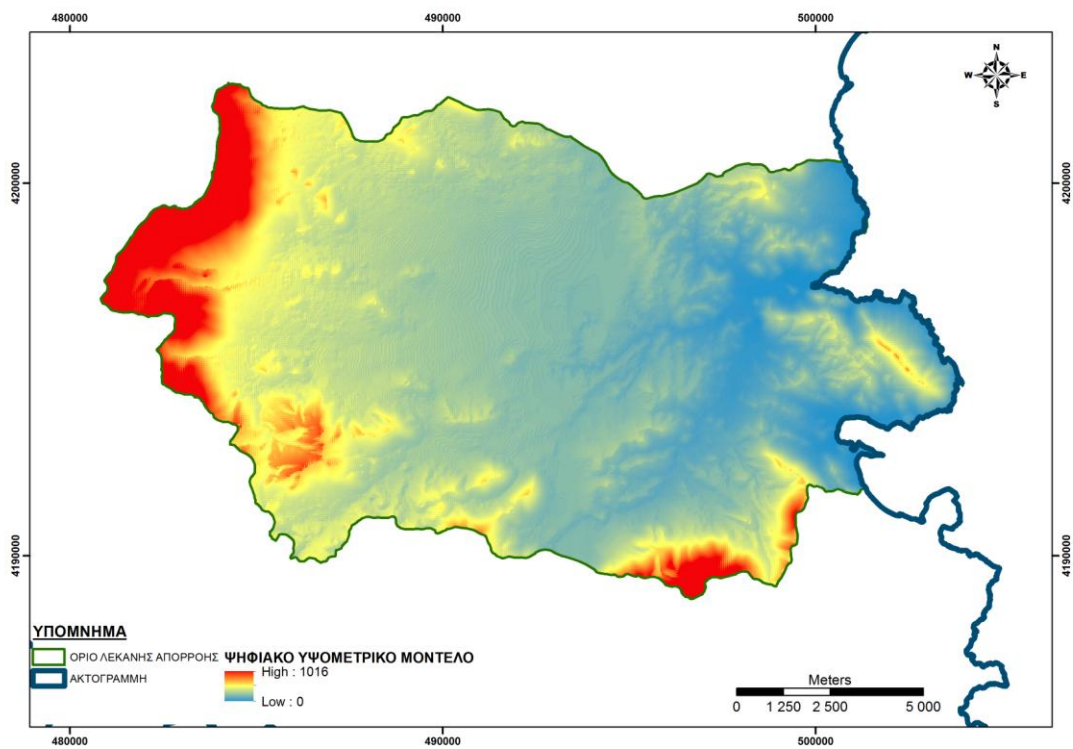 480000 490000 500000
N
W E
S
4200000 4200000
4190000 4190000
ΥΠΟΜΝΗΜΑ
ΟΡΙΟ ΛΕΚΑΝΗΣ ΑΠΟΡΡΟΗΣ
ΑΚΤΟΓΡΑΜΜΗ
ΨΗΦΙΑΚΟ ΥΨΟΜΕΤΡΙΚΟ ΜΟΝΤΕΛΟ
High : 1016
Low : 0
Meters
0 1 250 2 500 5 000
480000 490000 500000